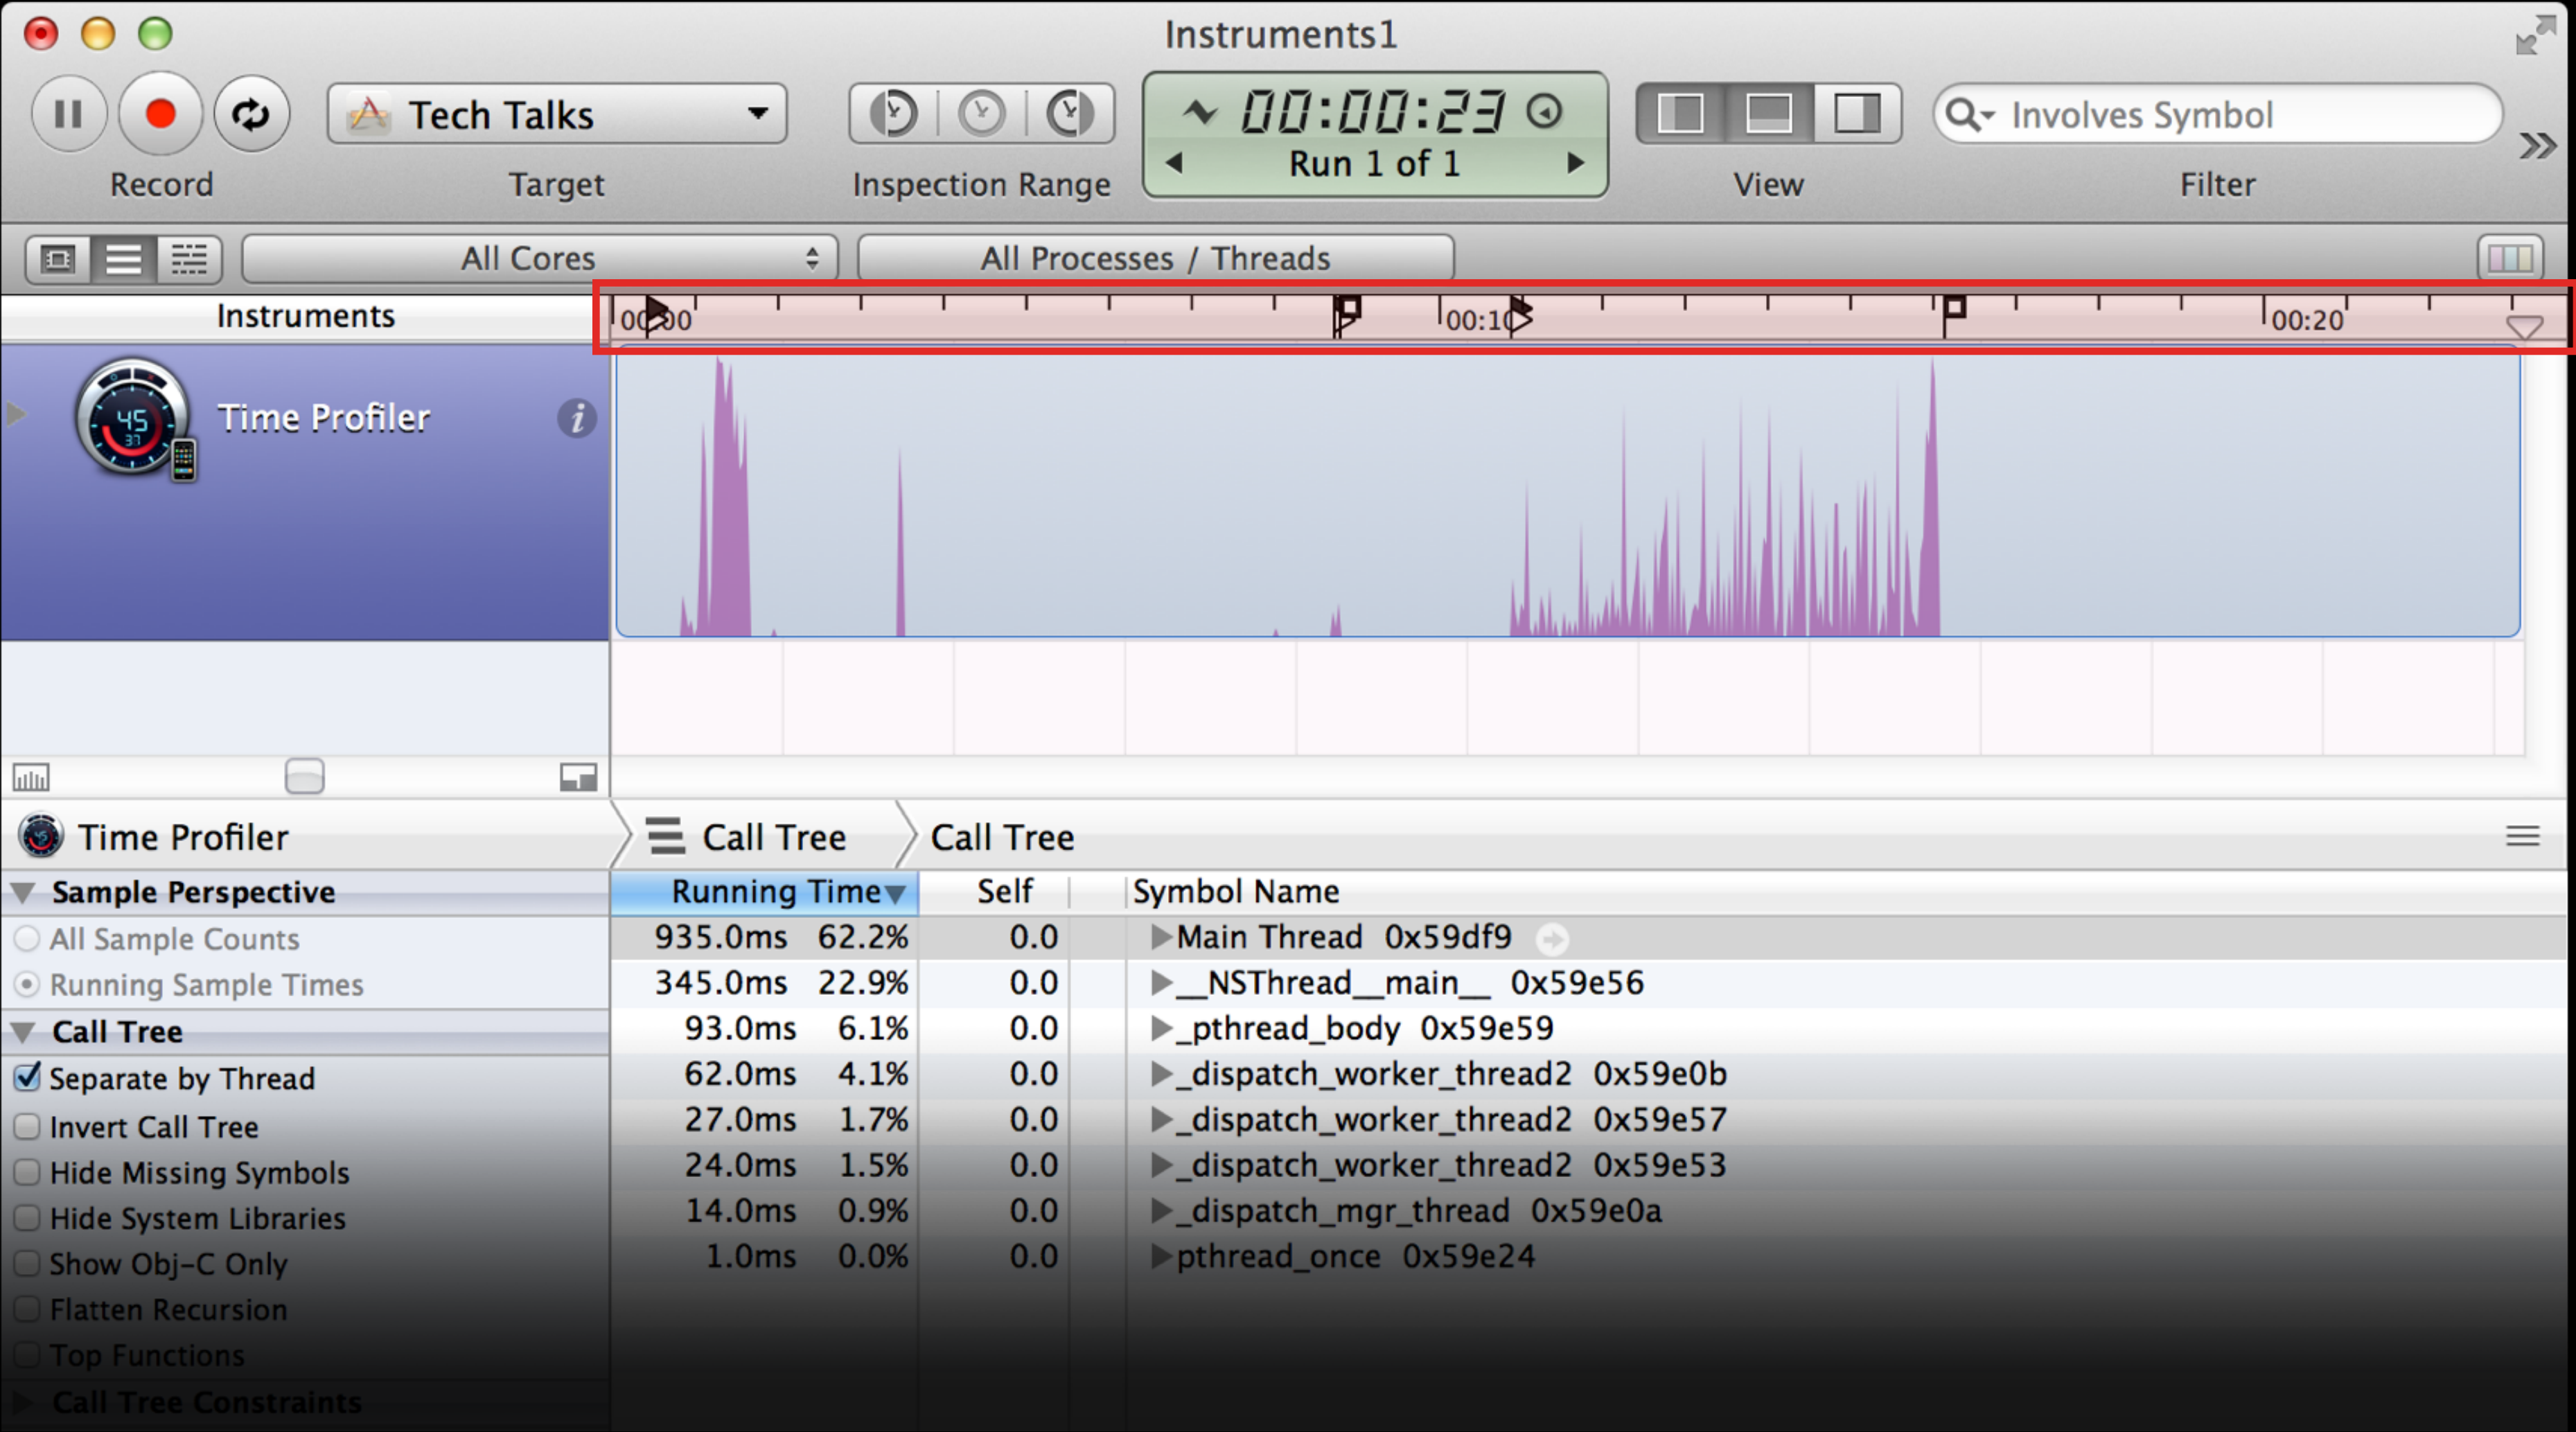 Instruments1
Tech Talks
00:00:23
Run 1 of 1
Involves Symbol
Record
Target
Inspection Range
View
Filter
All Cores
All Processes / Threads
Instruments
00:00
00:10
00:20
45
37
Time Profiler
Time Profiler
Call Tree
Call Tree
Sample Perspective
All Sample Counts
Running Sample Times
Call Tree
Separate by Thread
Invert Call Tree
Hide Missing Symbols
Hide System Libraries
Show Obj-C Only
Flatten Recursion
Top Functions
Call Tree Constraints
Running Time Self Symbol Name
935.0ms 62.2% 0.0 Main Thread 0x59df9
345.0ms 22.9% 0.0 __NSThread__main__ 0x59e56
93.0ms 6.1% 0.0 _pthread_body 0x59e59
62.0ms 4.1% 0.0 _dispatch_worker_thread2 0x59e0b
27.0ms 1.7% 0.0 _dispatch_worker_thread2 0x59e57
24.0ms 1.5% 0.0 _dispatch_worker_thread2 0x59e53
14.0ms 0.9% 0.0 _dispatch_mgr_thread 0x59e0a
1.0ms 0.0% 0.0 pthread_once 0x59e24